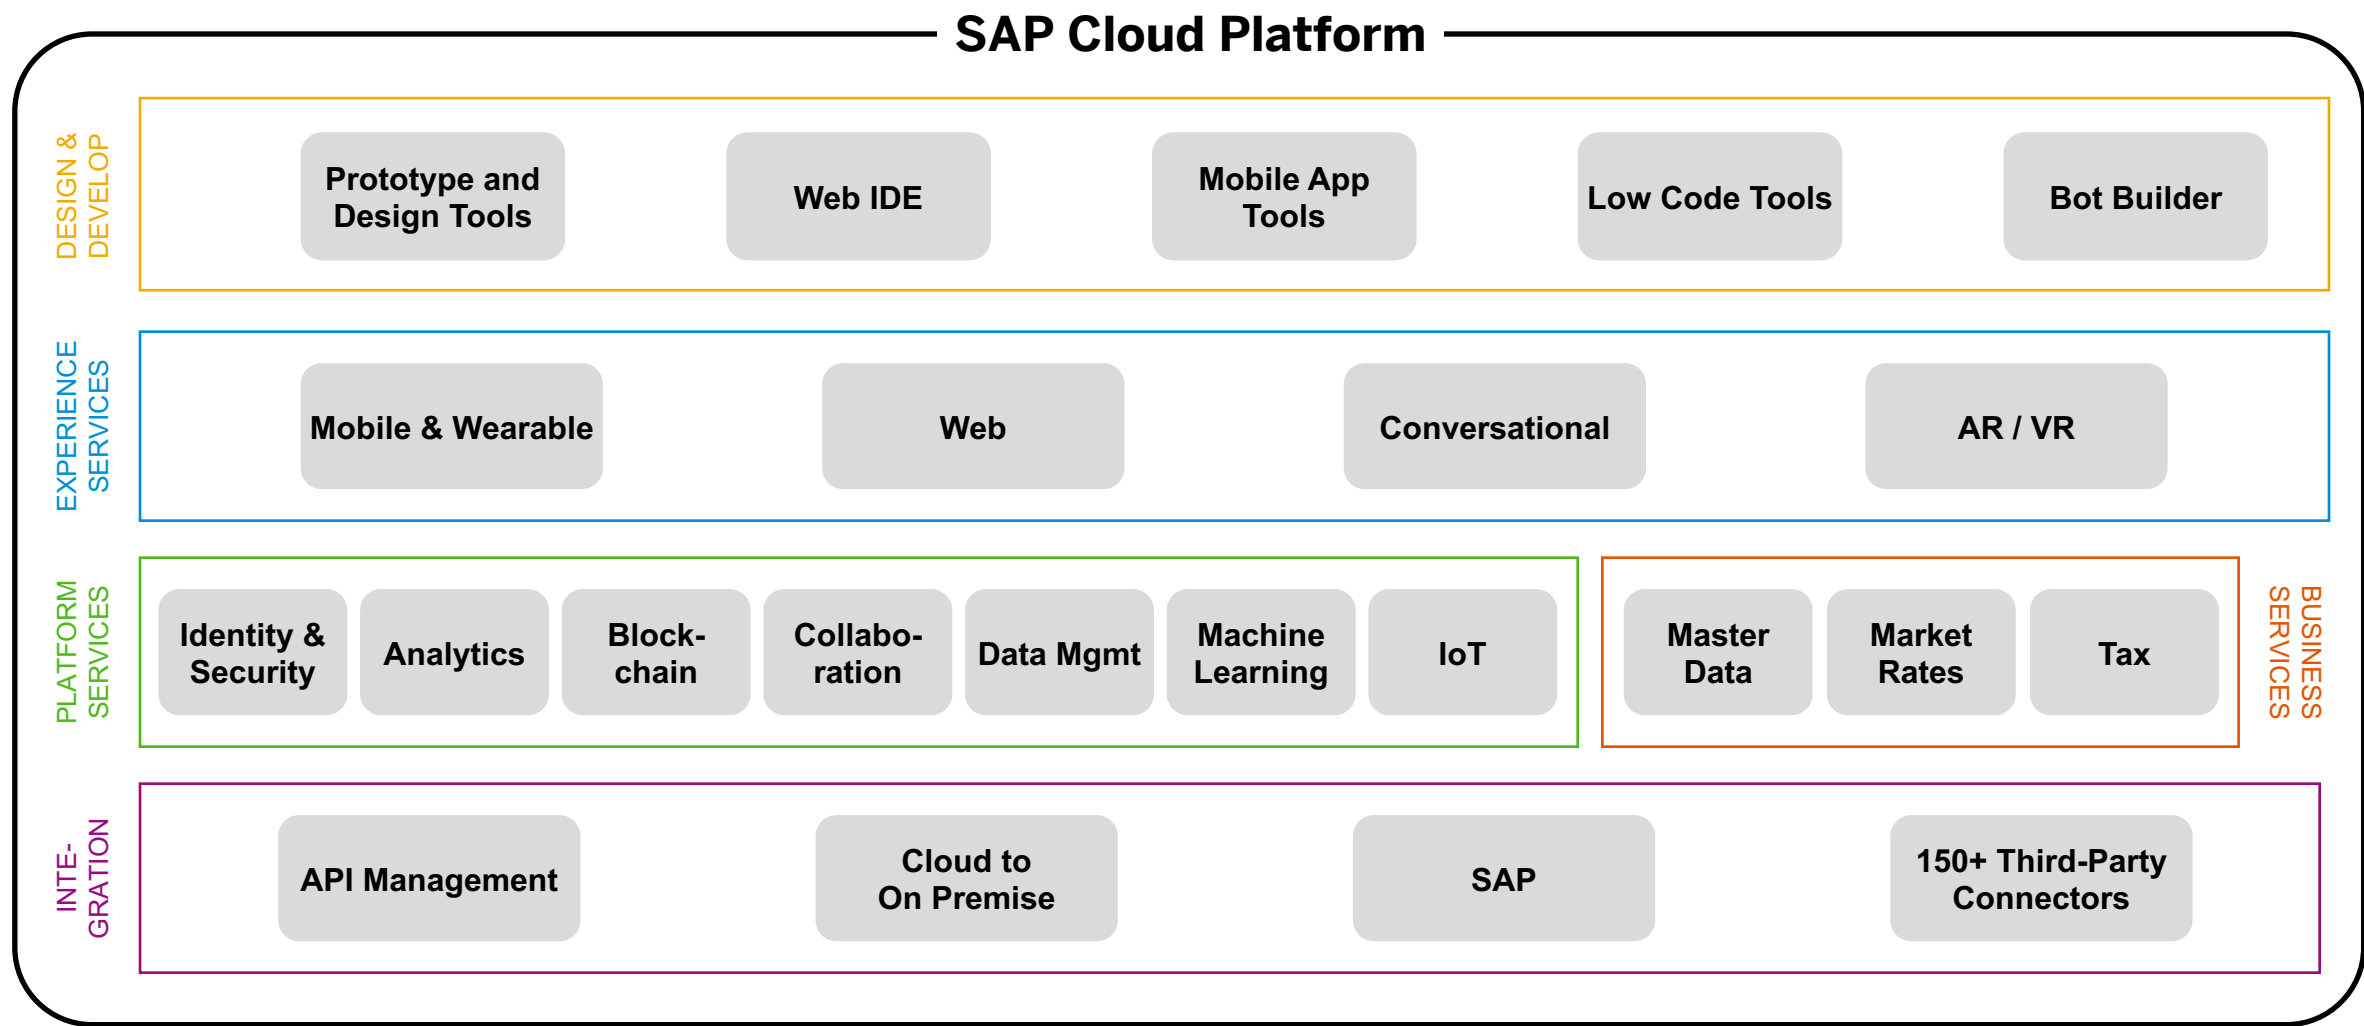 SAP Cloud Platform
DESIGN &
DEVELOP
Prototype and
Design Tools
Web IDE
Mobile App
Tools
Low Code Tools
Bot Builder
EXPERIENCE
SERVICES
Mobile & Wearable
Web
Conversational
AR / VR
PLATFORM
SERVICES
Identity &
Security
Analytics
Block-
chain
Collabo-
ration
Data Mgmt
Machine
Learning
IoT
Master
Data
Market
Rates
Tax
BUSINESS
SERVICES
INTE-
GRATION
API Management
Cloud to
On Premise
SAP
150+ Third-Party
Connectors